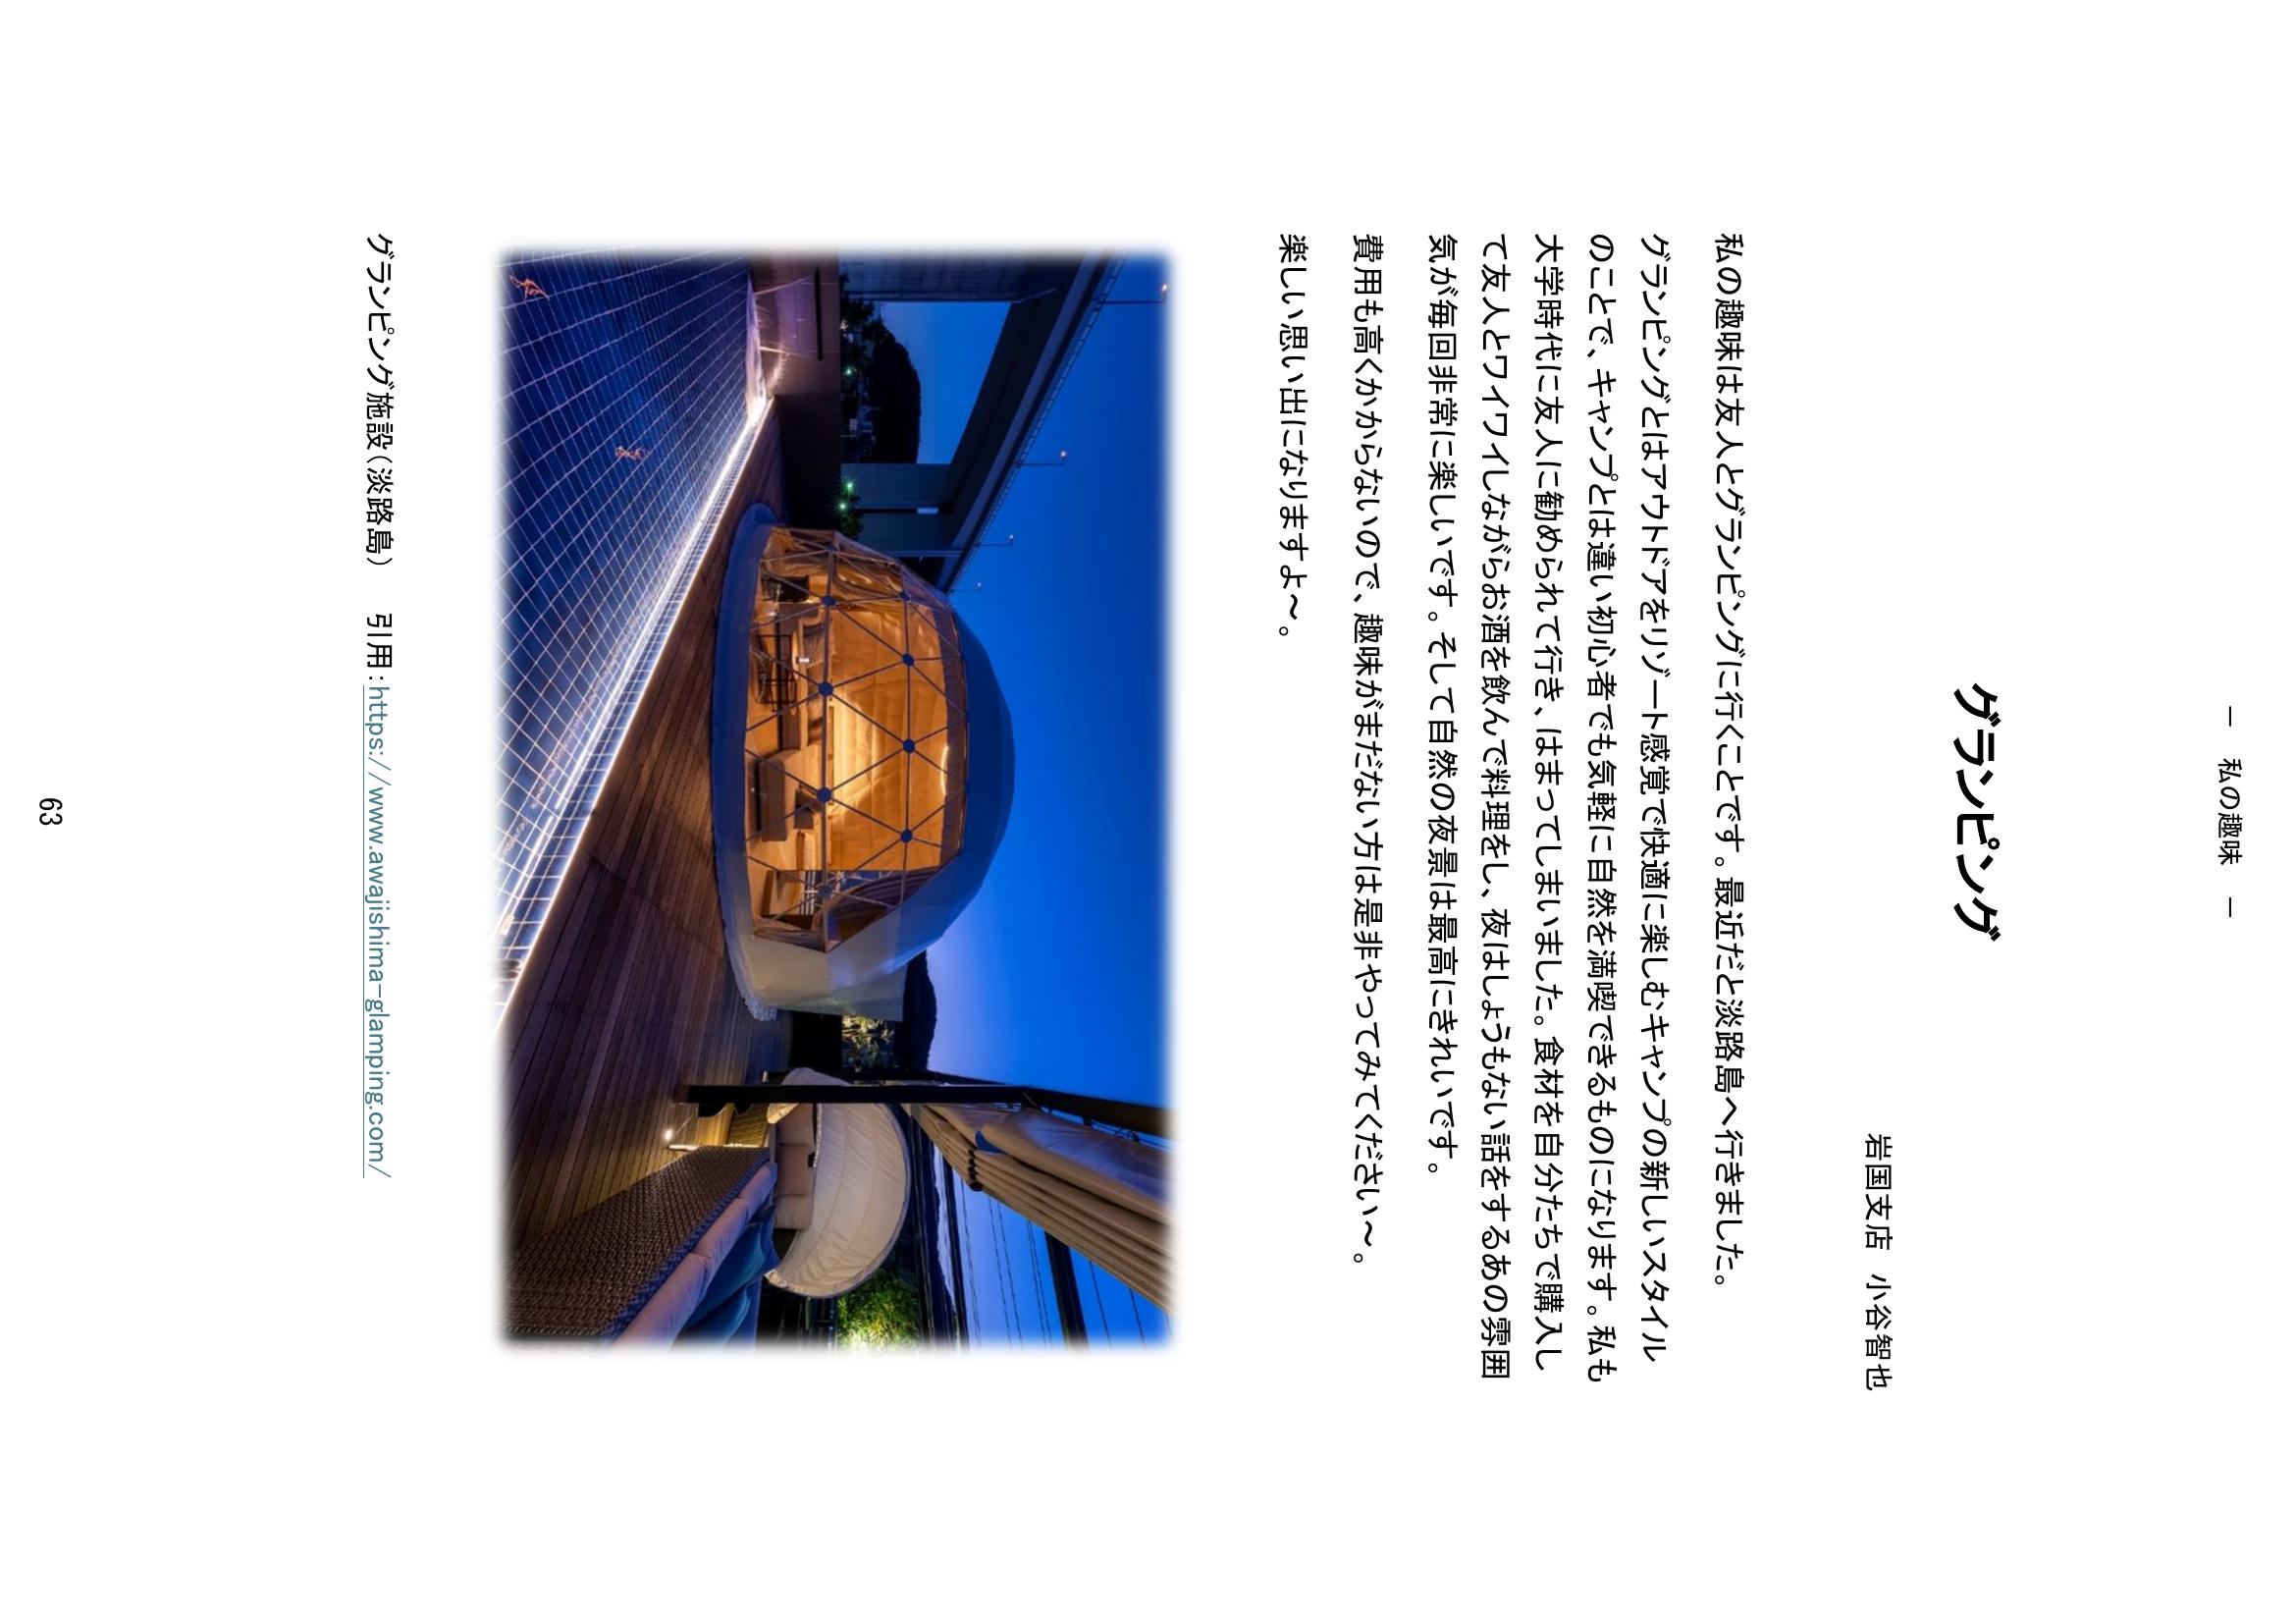 ― 私の趣味 ―
グランピング
岩国支店 小谷智也
私の趣味は友人とグランピングに行くことです。最近だと淡路島へ行きました。
グランピングとはアウトドアをリゾート感覚で快適に楽しむキャンプの新しいスタイル
のことで、キャンプとは違い初心者でも気軽に自然を満喫できるものになります。私も
大学時代に友人に勧められて行き、はまってしまいました。食材を自分たちで購入し
て友人とワイワイしながらお酒を飲んで料理をし、夜はしょうもない話をするあの雰囲
気が毎回非常に楽しいです。そして自然の夜景は最高にきれいです。
費用も高くかからないので、趣味がまだない方は是非やってみてください～。
楽しい思い出になりますよ～。
グランピング施設（淡路島） 引用：https://www.awajishima-glamping.com/
63